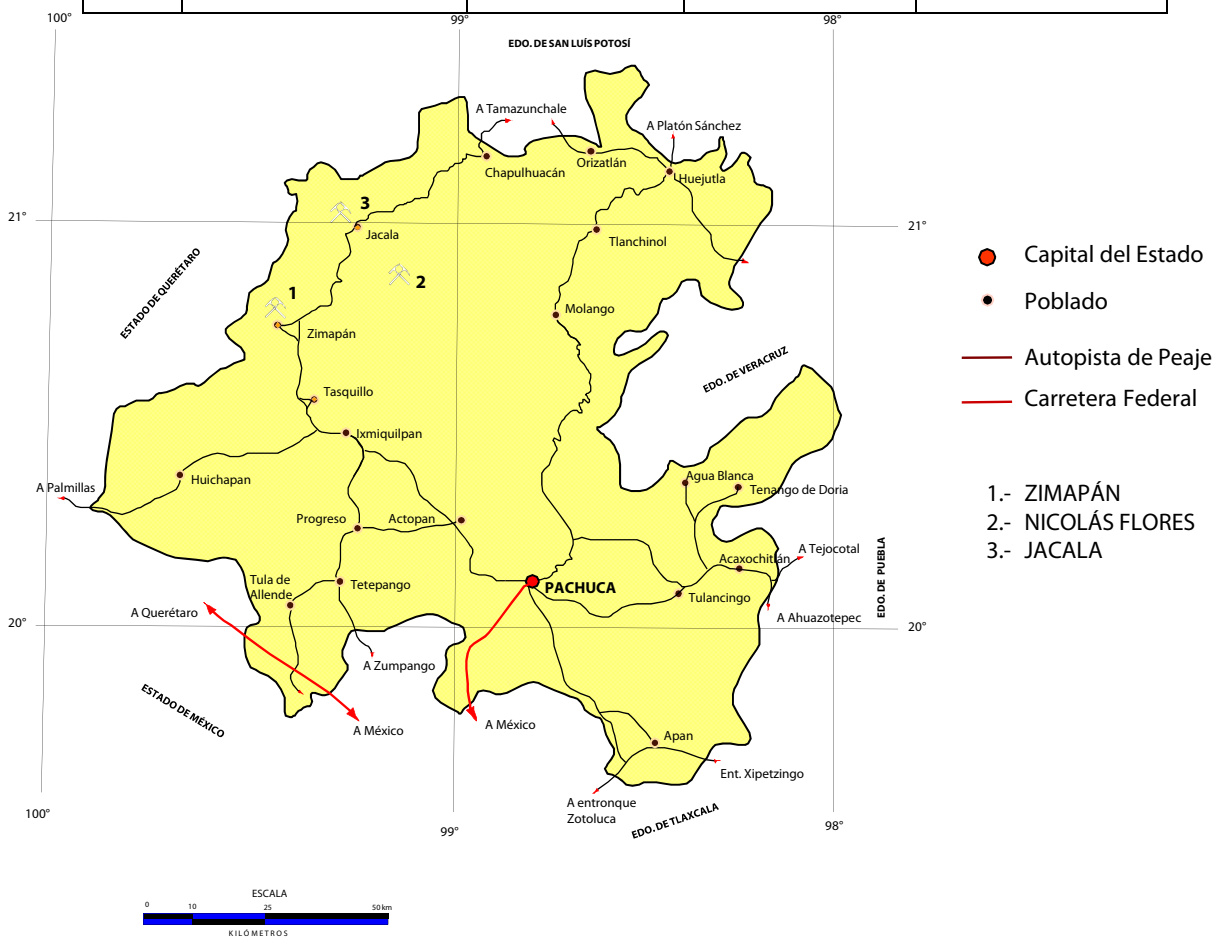 100°
99°
98°
EDO. DE SAN LUÍS POTOSÍ
A Tamazunchale
A Platón Sánchez
Orizatlán
Chapulhuacán
Huejutla
3
21°
21°
Jacala
Tlanchinol
ESTADO DE QUERÉTARO
2
1
Molango
Zimapán
EDO. DE VERACRUZ
Tasquillo
Ixmiquilpan
Agua Blanca
Huichapan
A Palmillas
Tenango de Doria
Progreso
Actopan
A Tejocotal
EDO. DE PUEBLA
Acaxochitlán
Tula de
Allende
Tetepango
PACHUCA
Tulancingo
A Querétaro
A Ahuazotepec
20°
20°
A Zumpango
ESTADO DE MÉXICO
A México
A México
Apan
Ent. Xipetzingo
A entronque
Zotoluca
EDO. DE TLAXCALA
100°
99°
98°
Capital del Estado
Poblado
Autopista de Peaje
Carretera Federal
1.- ZIMAPÁN
2.- NICOLÁS FLORES
3.- JACALA
ESCALA
0 10 25 50 km
KILÓMETROS